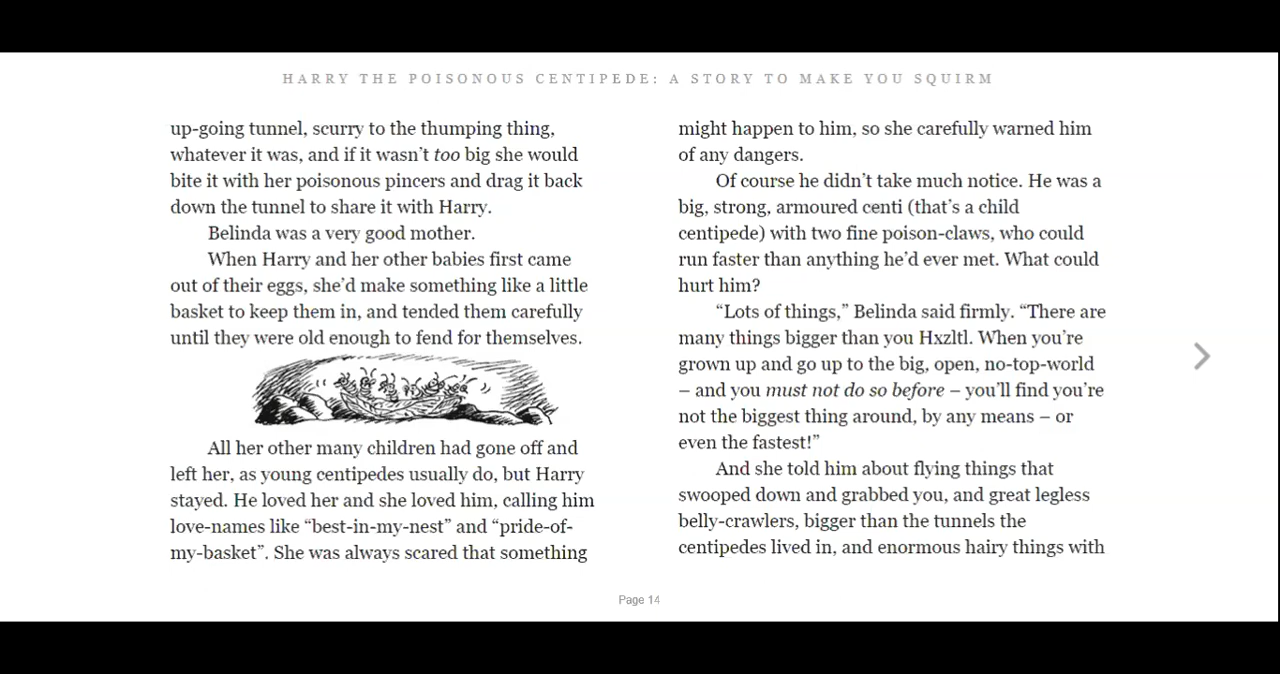 HARRY THE POISONOUS CENTIPEDE: A STORY TO MAKE YOU SQUIRM
up-going tunnel, scurry to the thumping thing,
whatever it was, and if it wasn’t too big she would
bite it with her poisonous pincers and drag it back
down the tunnel to share it with Harry.
Belinda was a very good mother.
When Harry and her other babies first came
out of their eggs, she’d make something like a little
basket to keep them in, and tended them carefully
until they were old enough to fend for themselves.
All her other many children had gone off and
left her, as young centipedes usually do, but Harry
stayed. He loved her and she loved him, calling him
love-names like “best-in-my-nest” and “pride-of-
my-basket”. She was always scared that something
might happen to him, so she carefully warned him
of any dangers.
Of course he didn’t take much notice. He was a
big, strong, armoured centi (that’s a child
centipede) with two fine poison-claws, who could
run faster than anything he’d ever met. What could
hurt him?
“Lots of things,” Belinda said firmly. “There are
many things bigger than you Hxzltl. When you’re
grown up and go up to the big, open, no-top-world
– and you must not do so before – you’ll find you’re
not the biggest thing around, by any means – or
even the fastest!”
And she told him about flying things that
swooped down and grabbed you, and great legless
belly-crawlers, bigger than the tunnels the
centipedes lived in, and enormous hairy things with
Page 14